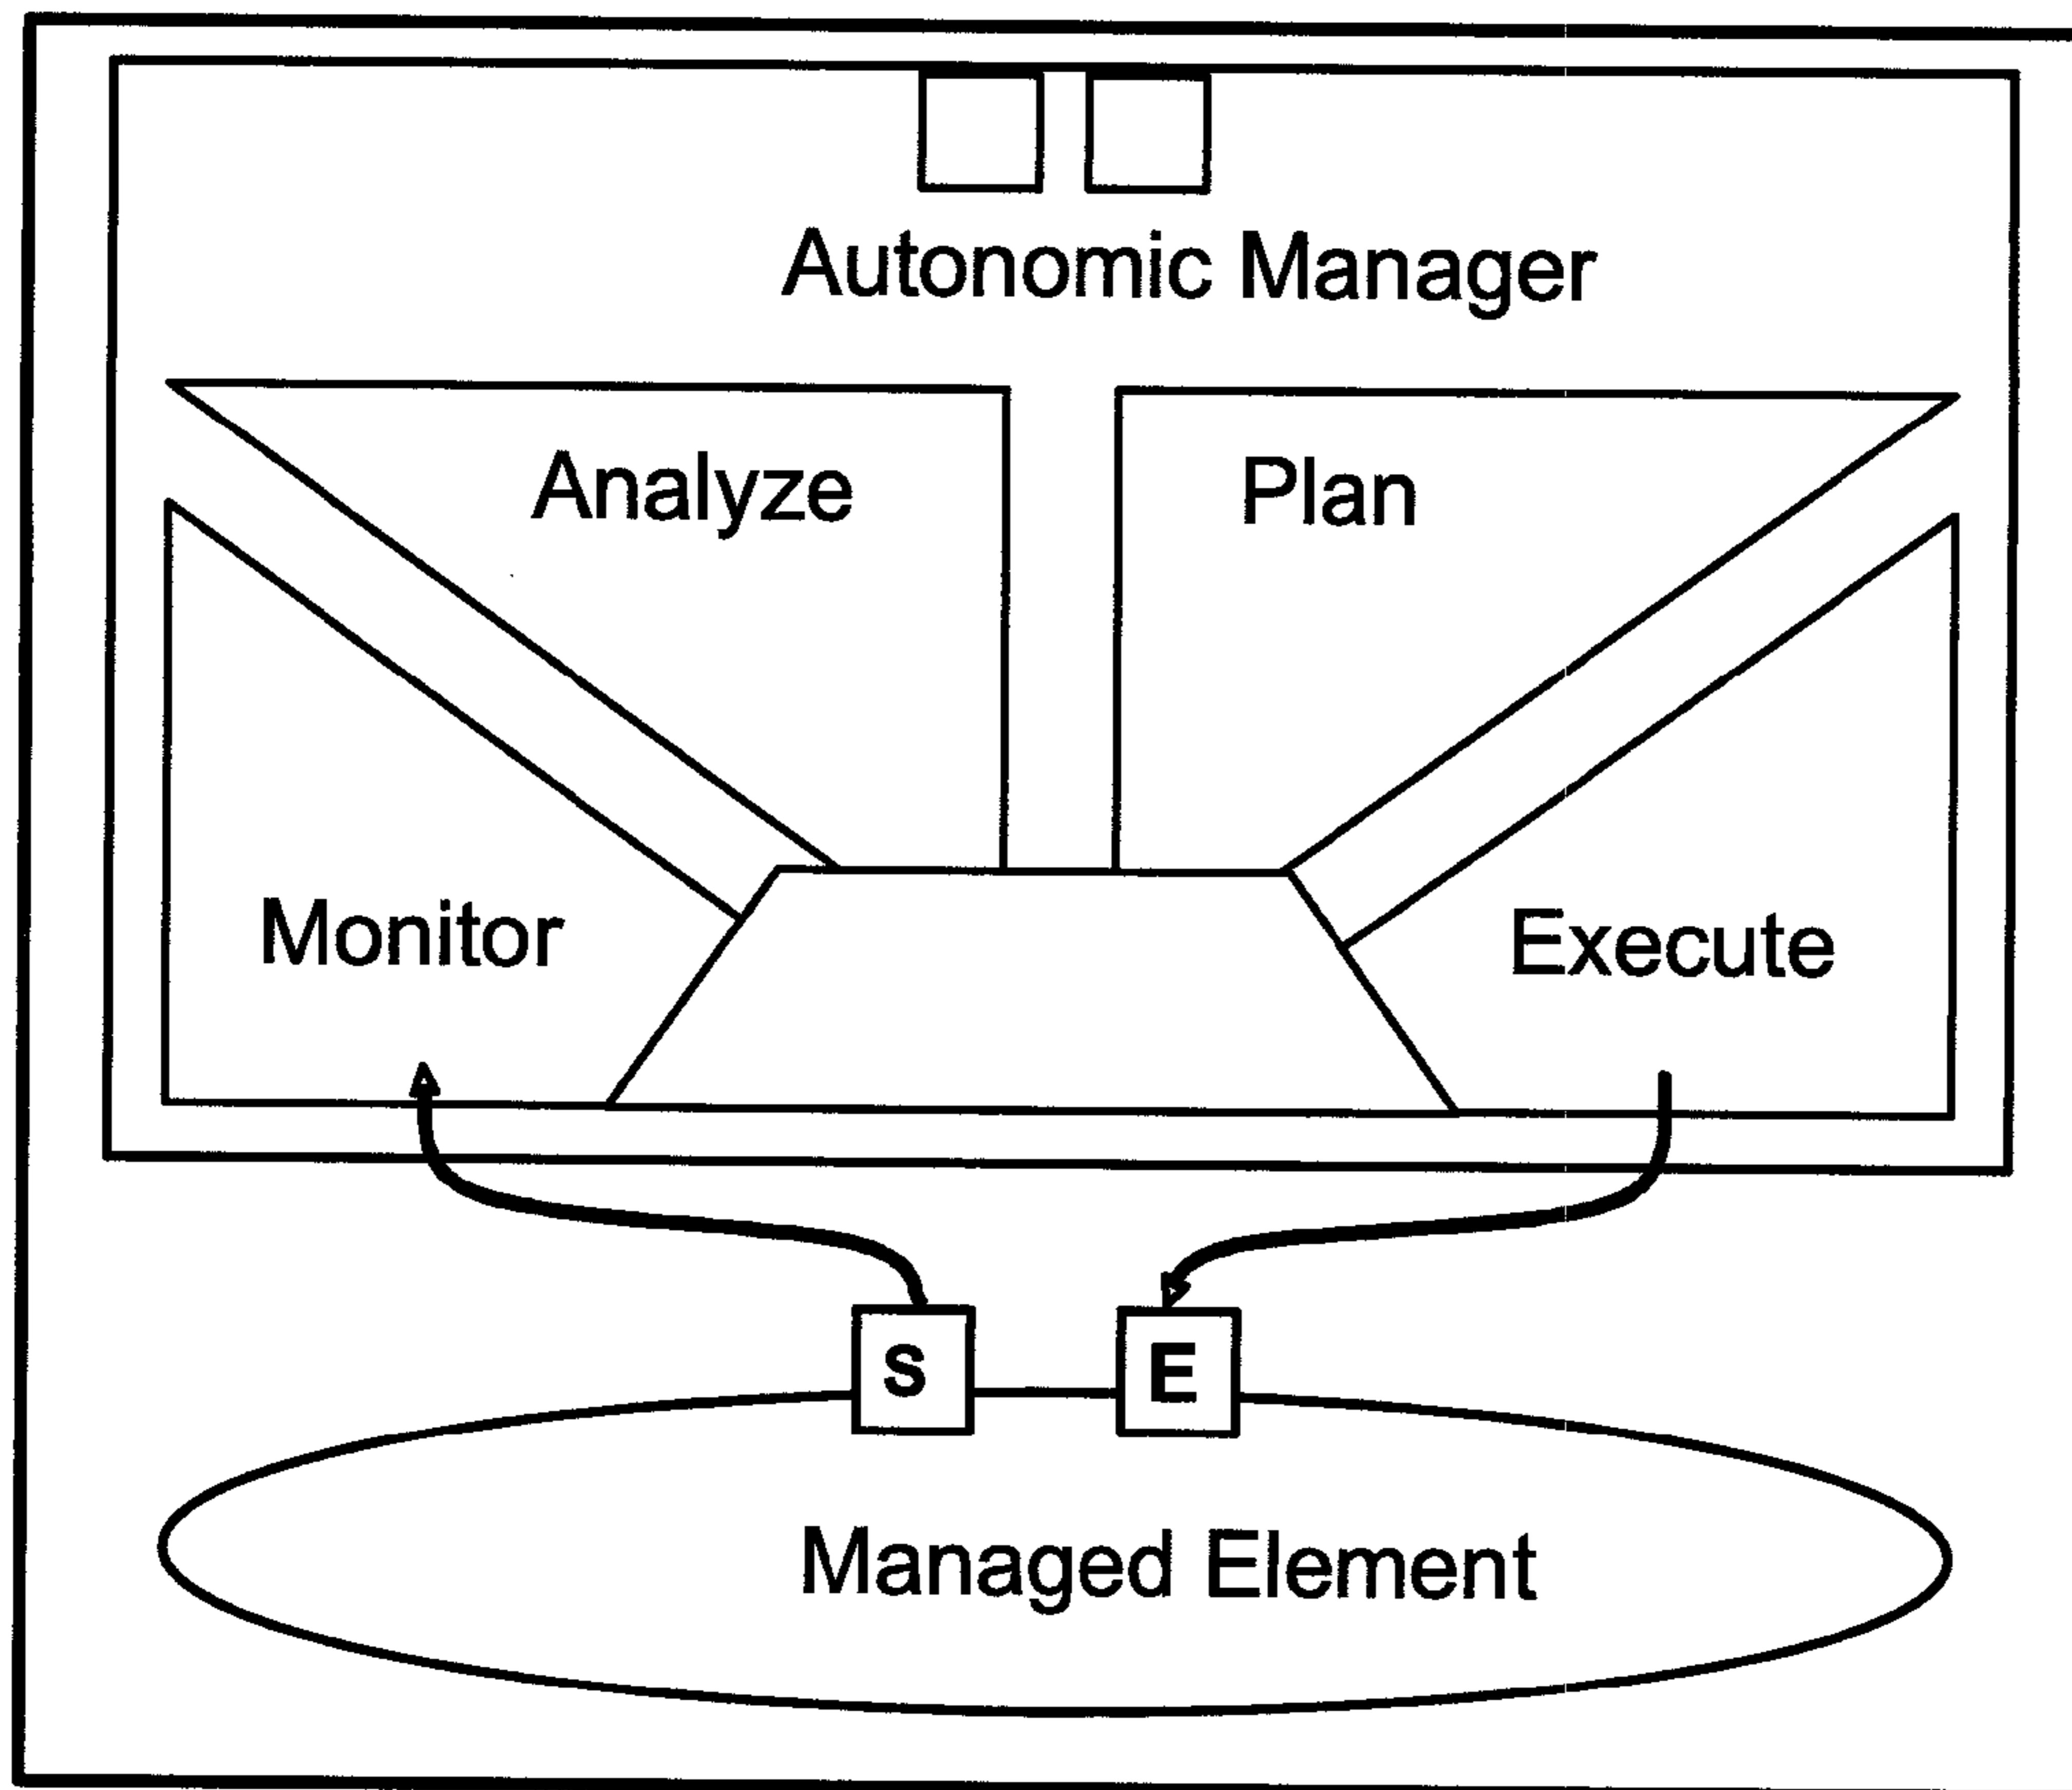 Autonomic Manager
Analyze
Plan
Monitor
Execute
S
E
Managed Element